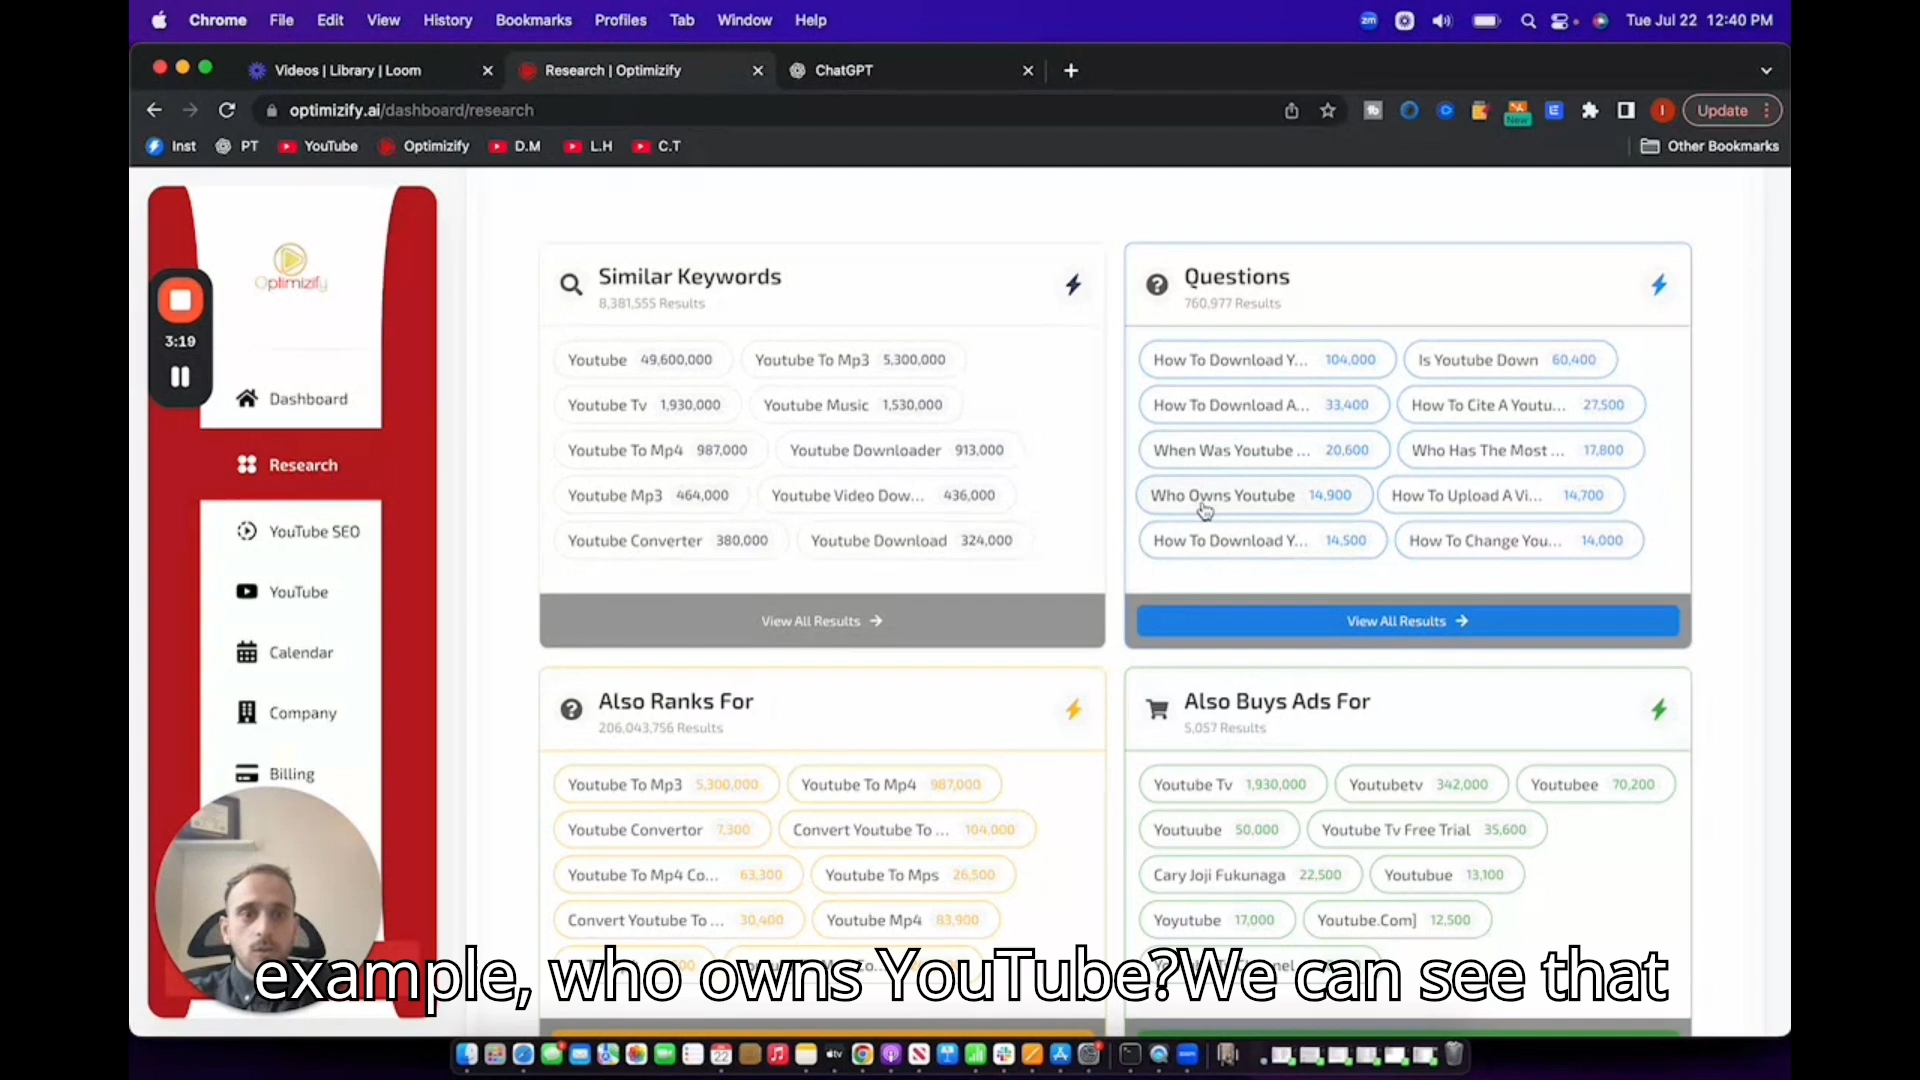 Chrome File Edit View History Bookmarks Profiles Tab Window Help
zm
Tue Jul 22 12:40 PM
Videos | Library | Loom
Research | Optimizify
ChatGPT
optimizify.ai/dashboard/research
New
Update
Inst PT YouTube Optimizify D.M L.H C.T
Other Bookmarks
Optimizify
3:19
Dashboard
Research
YouTube SEO
YouTube
Calendar
Company
Billing
Similar Keywords
8,381,555 Results
Youtube 49,600,000 Youtube To Mp3 5,300,000
Youtube Tv 1,930,000 Youtube Music 1,530,000
Youtube To Mp4 987,000 Youtube Downloader 913,000
Youtube Mp3 464,000 Youtube Video Dow... 436,000
Youtube Converter 380,000 Youtube Download 324,000
View All Results
Questions
760,977 Results
How To Download Y... 104,000 Is Youtube Down 60,400
How To Download A... 33,400 How To Cite A Youtu... 27,500
When Was Youtube ... 20,600 Who Has The Most ... 17,800
Who Owns Youtube 14,900 How To Upload A Vi... 14,700
How To Download Y... 14,500 How To Change You... 14,000
View All Results
Also Ranks For
206,043,756 Results
Youtube To Mp3 5,300,000 Youtube To Mp4 987,000
Youtube Convertor 7,300 Convert Youtube To ... 104,000
Youtube To Mp4 Co... 63,300 Youtube To Mps 26,500
Convert Youtube To ... 30,400 Youtube Mp4 83,900
Also Buys Ads For
5,057 Results
Youtube Tv 1,930,000 Youtubetv 342,000 Youtubee 70,200
Youtuube 50,000 Youtube Tv Free Trial 35,600
Cary Joji Fukunaga 22,500 Youtubue 13,100
Yoyutube 17,000 Youtube.Com] 12,500
example, who owns YouTube?We can see that